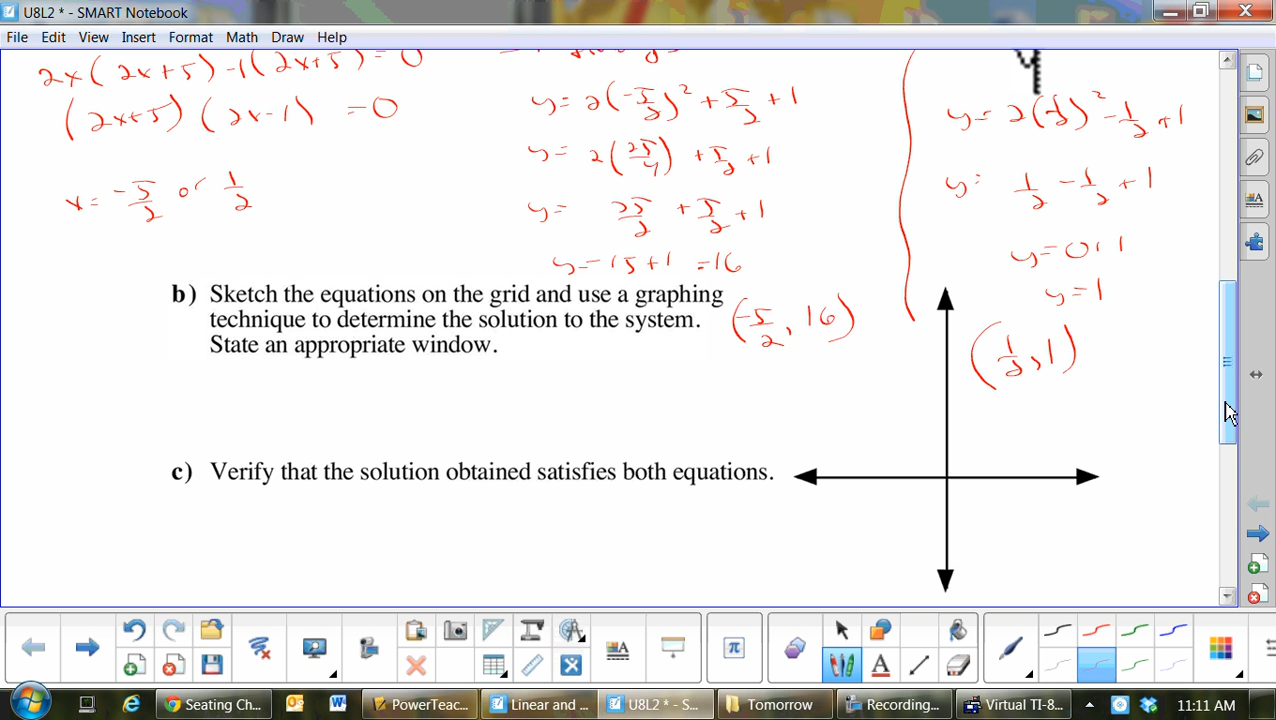 U8L2 * - SMART Notebook
File Edit View Insert Format Math Draw Help
2x(2x+5)-1(2x+5)=0
(2x+5)(2x-1) =0
x= -5/2 or 1/2
y=2(-5/2)²+5/2+1
y= 2(25/4) +5/2+1
y= 25/2 +5/2+1
y=15+1 =16
(-5/2, 16)
y=2(1/2)²-1/2+1
y= 1/2-1/2+1
y=0+1
y=1
(1/2,1)
b) Sketch the equations on the grid and use a graphing
technique to determine the solution to the system.
State an appropriate window.
c) Verify that the solution obtained satisfies both equations.
π
A
Seating Ch...
PowerTeac...
Linear and ...
U8L2 * - S...
Tomorrow
Recording...
Virtual TI-8...
11:11 AM